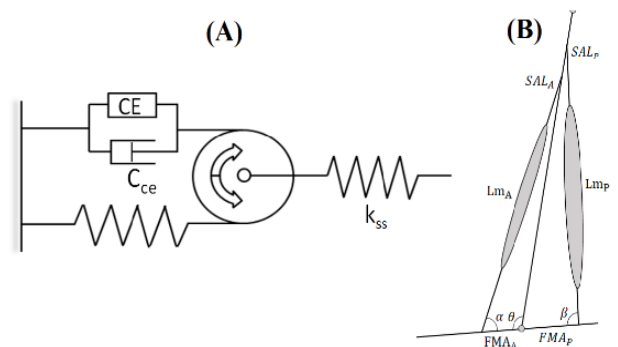 (A)
(B)
CE
C_ce
k_ss
SAL_P
SAL_A
Lm_A
Lm_P
α θ β
FMA_A
FMA_P